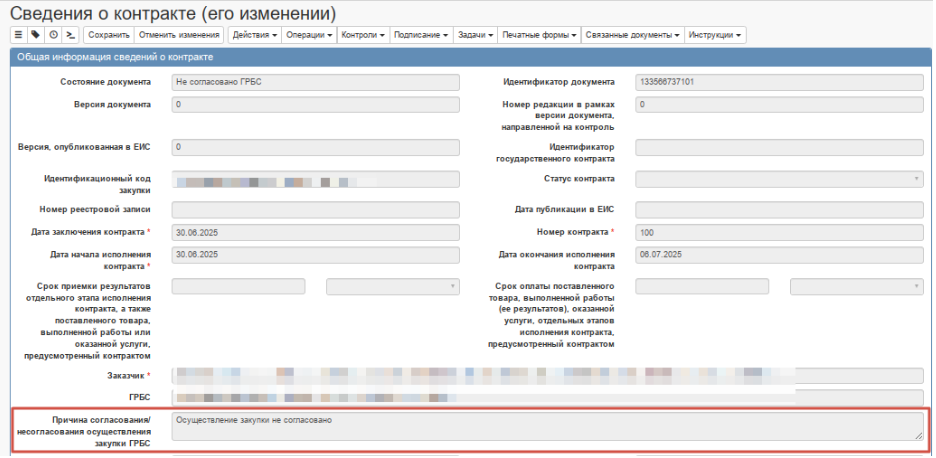 Сведения о контракте (его изменении)
Сохранить Отменить изменения Действия Операции Контроли Подписание Задачи Печатные формы Связанные документы Инструкции
Общая информация сведений о контракте
Состояние документа Не согласовано ГРБС Идентификатор документа 133566737101
Версия документа 0 Номер редакции в рамках 0
версии документа,
направленной на контроль
Версия, опубликованная в ЕИС 0 Идентификатор
государственного контракта
Идентификационный код Статус контракта
закупки
Номер реестровой записи Дата публикации в ЕИС
Дата заключения контракта * 30.06.2025 Номер контракта * 100
Дата начала исполнения 30.06.2025 Дата окончания исполнения 06.07.2025
контракта * контракта
Срок приемки результатов Срок оплаты поставленного
отдельного этапа исполнения товара, выполненной работы
контракта, а также (ее результатов), оказанной
поставленного товара, услуги, отдельных этапов
выполненной работы или исполнения контракта,
оказанной услуги, предусмотренный контрактом
предусмотренный контрактом
Заказчик *
ГРБС
Причина согласования/ Осуществление закупки не согласовано
несогласования осуществления
закупки ГРБС